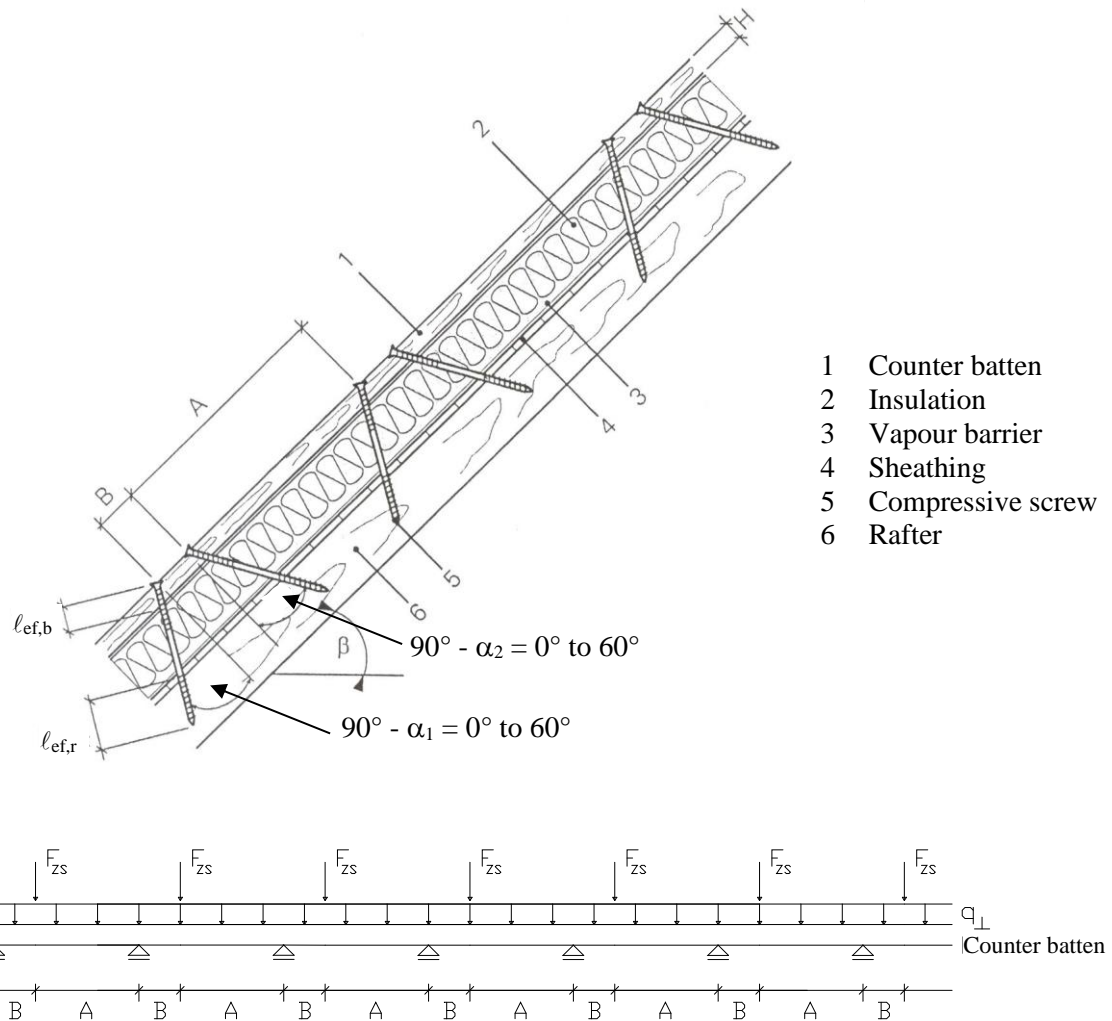 H
2
1
A
B
3
4
5
6
β
ℓef,b
ℓef,r
90° - α₂ = 0° to 60°
90° - α₁ = 0° to 60°
1 Counter batten
2 Insulation
3 Vapour barrier
4 Sheathing
5 Compressive screw
6 Rafter
Fzs Fzs Fzs Fzs Fzs Fzs Fzs
q⊥
Counter batten
B A B A B A B A B A B A B